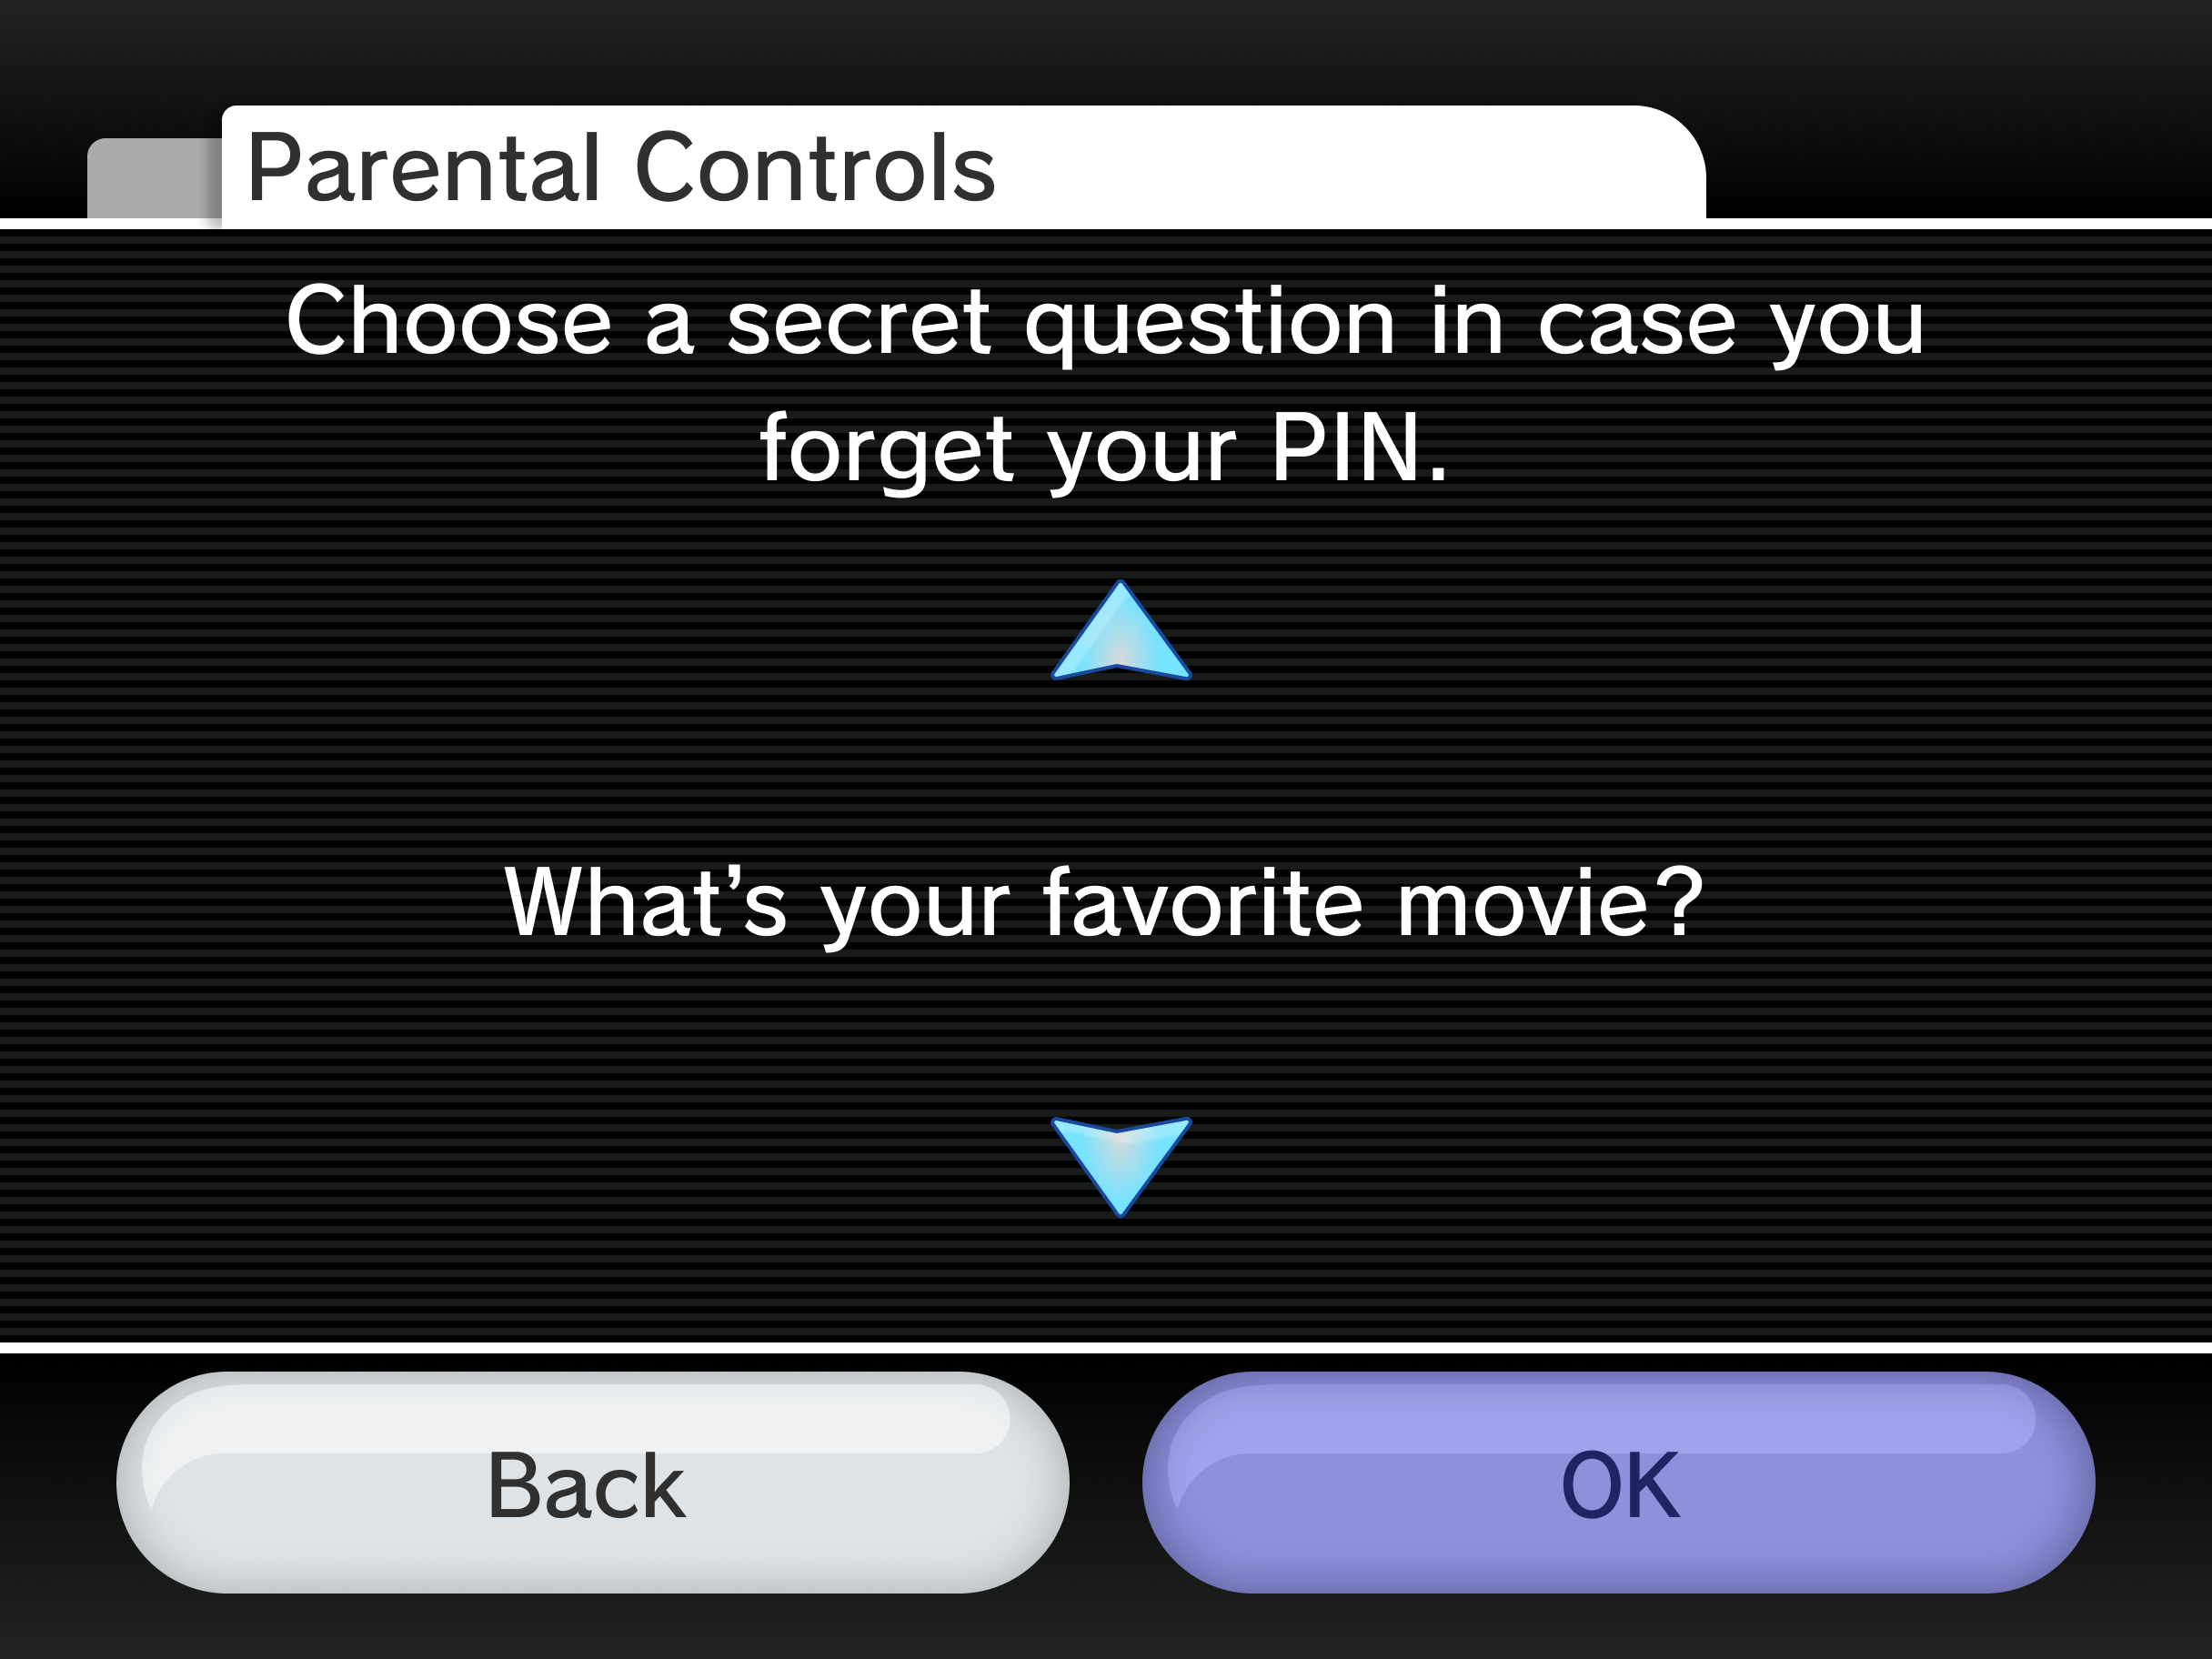 Parental Controls
Choose a secret question in case you
forget your PIN.
What’s your favorite movie?
Back
OK